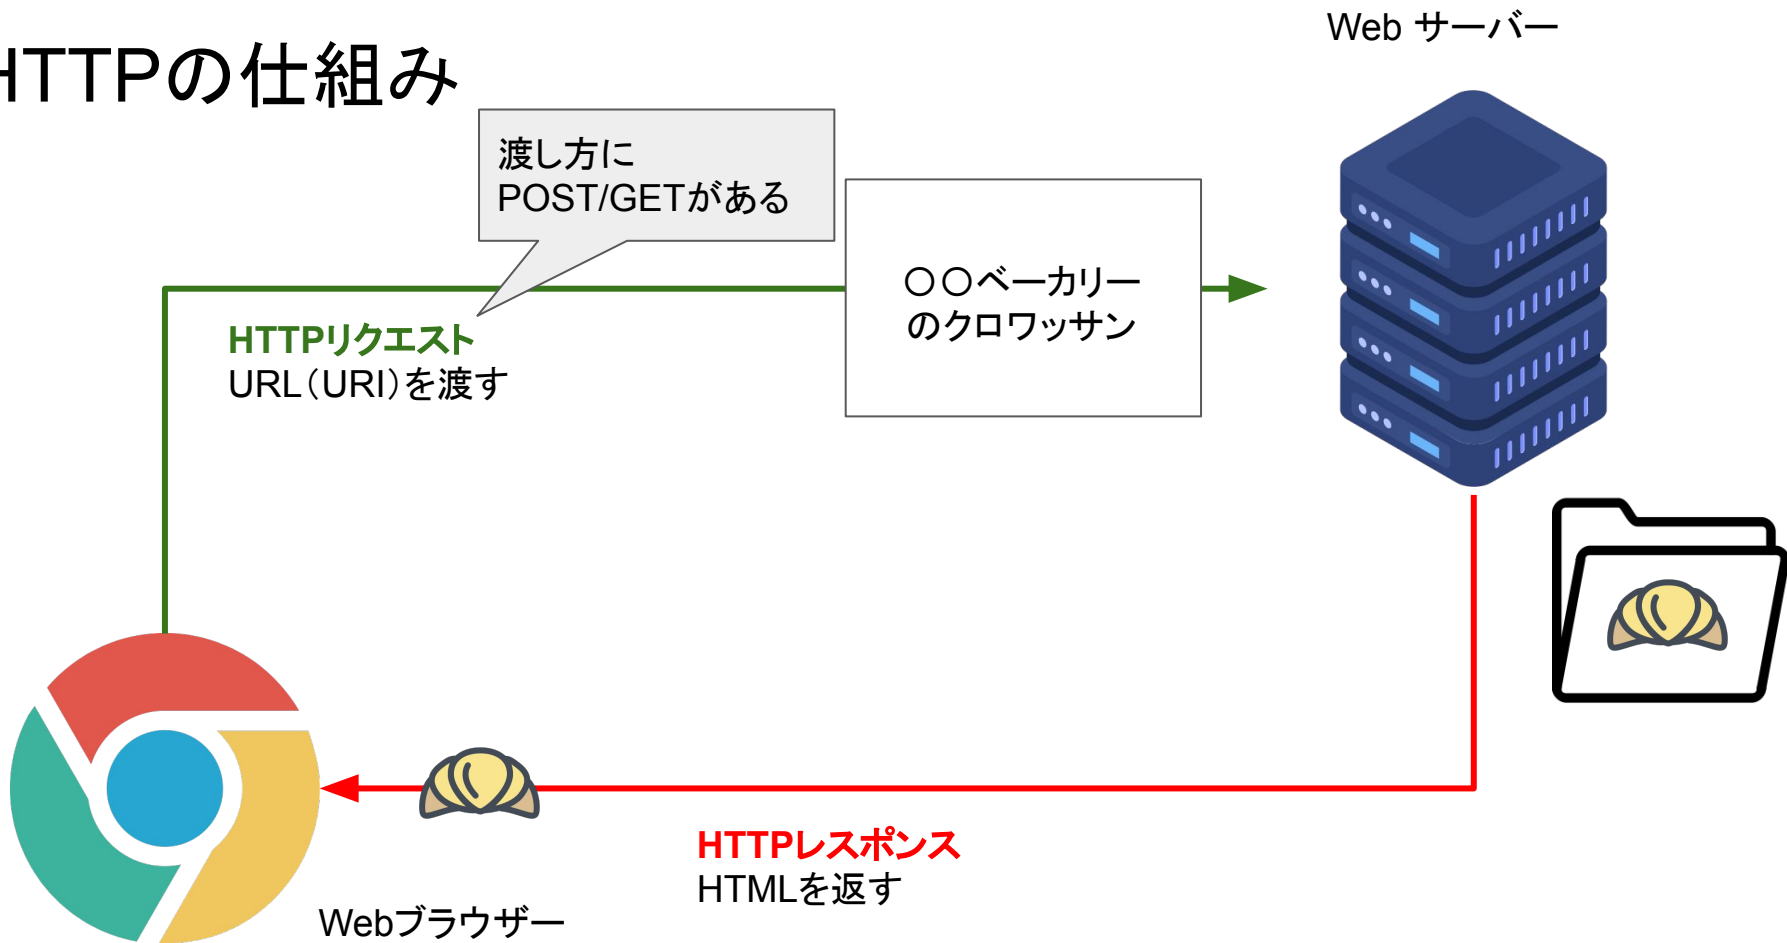 Web サーバー
HTTPの仕組み
渡し方に
POST/GETがある
〇〇ベーカリー
のクロワッサン
HTTPリクエスト
URL（URI）を渡す
HTTPレスポンス
HTMLを返す
Webブラウザー